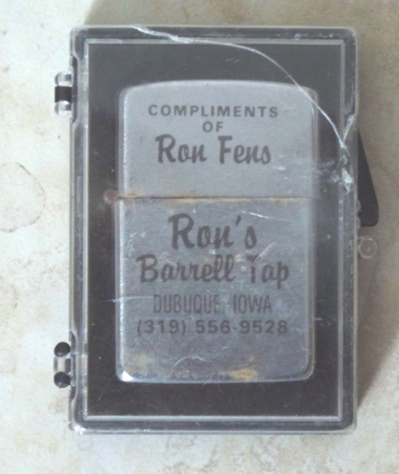 COMPLIMENTS
OF
Ron Fens
Ron's
Barrell Tap
DUBUQUE, IOWA
(319) 556-9528